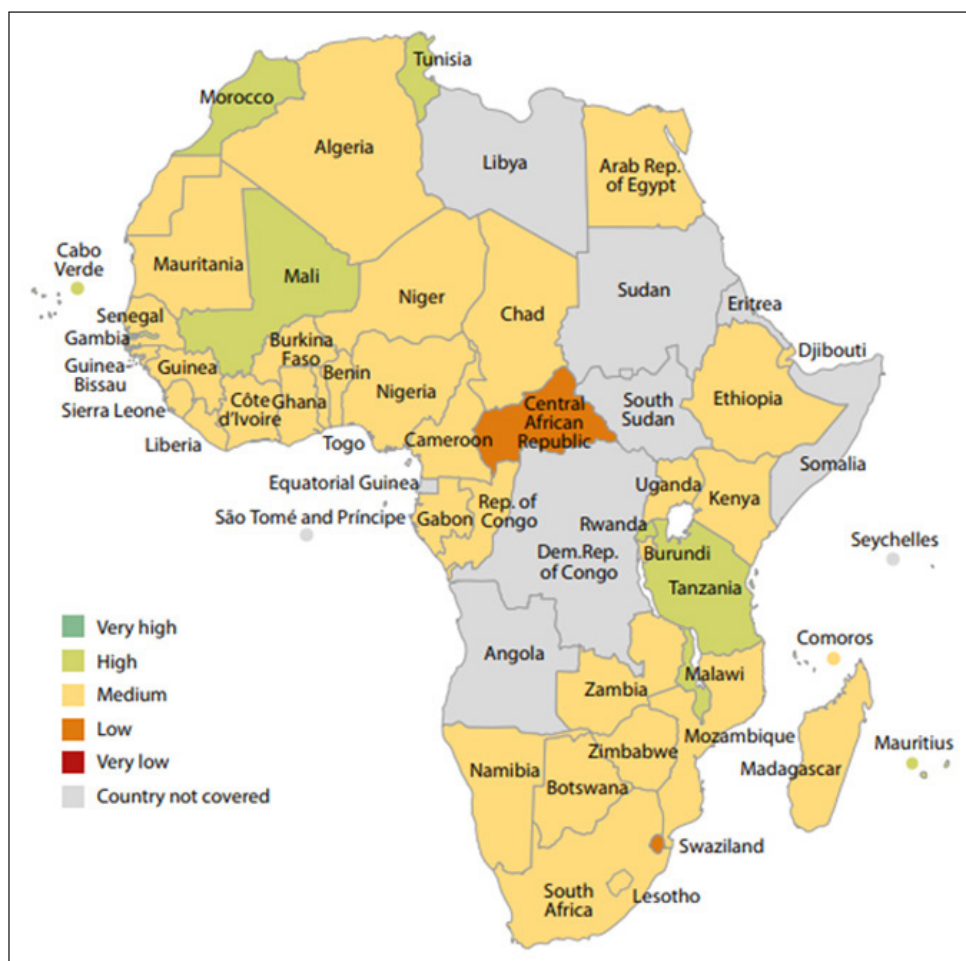 Tunisia
Morocco
Algeria
Libya
Arab Rep.
of Egypt
Cabo
Verde
Mauritania
Mali
Niger
Chad
Sudan
Eritrea
Senegal
Gambia
Guinea-
Bissau
Guinea
Burkina
Faso
Benin
Nigeria
Djibouti
Sierra Leone
Côte
d'Ivoire
Ghana
Central
African
Republic
South
Sudan
Ethiopia
Liberia
Togo
Cameroon
Somalia
Equatorial Guinea
São Tomé and Príncipe
Gabon
Rep. of
Congo
Uganda
Kenya
Rwanda
Dem.Rep.
of Congo
Burundi
Tanzania
Seychelles
Very high
High
Medium
Low
Very low
Country not covered
Angola
Zambia
Malawi
Comoros
Mozambique
Mauritius
Namibia
Zimbabwe
Botswana
Madagascar
Swaziland
South
Africa
Lesotho